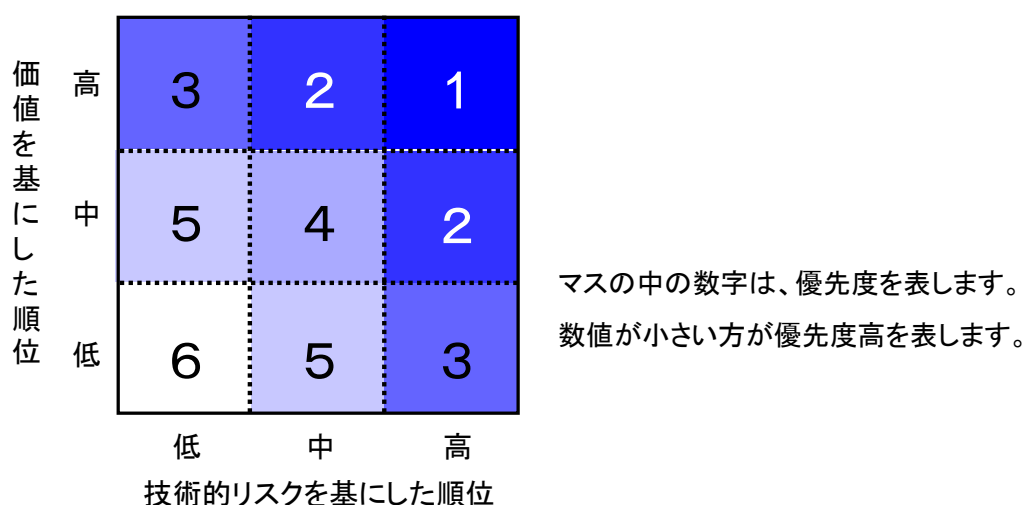 価値を基にした順位
高
3 2 1
中
5 4 2
低
6 5 3
低 中 高
技術的リスクを基にした順位
マスの中の数字は、優先度を表します。
数値が小さい方が優先度高を表します。